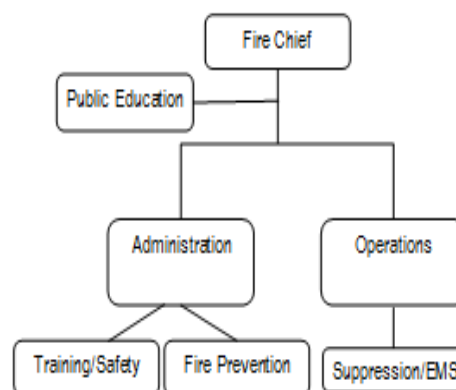 Fire Chief
Public Education
Administration
Operations
Training/Safety
Fire Prevention
Suppression/EMS